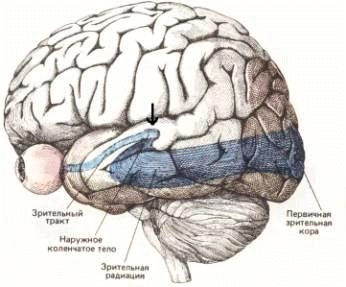 Зрительный
тракт
Наружное
коленчатое тело
Зрительная
радиация
Первичная
зрительная
кора